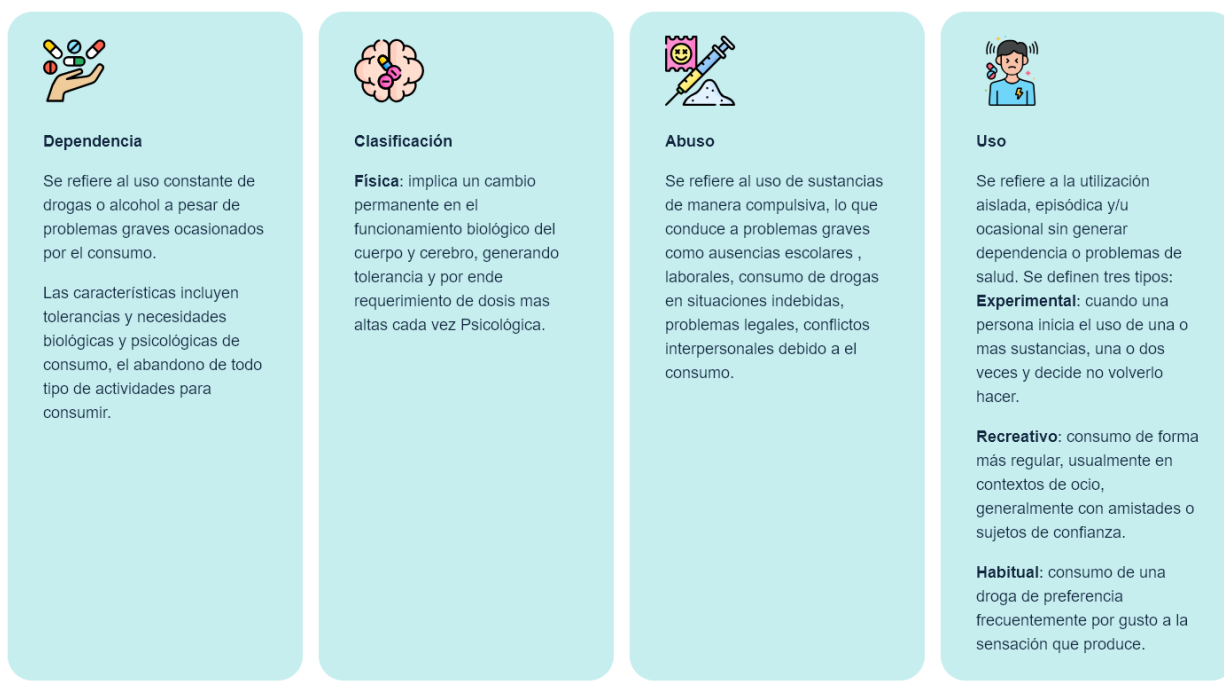 Dependencia
Se refiere al uso constante de
drogas o alcohol a pesar de
problemas graves ocasionados
por el consumo.
Las características incluyen
tolerancias y necesidades
biológicas y psicológicas de
consumo, el abandono de todo
tipo de actividades para
consumir.
Clasificación
Física: implica un cambio
permanente en el
funcionamiento biológico del
cuerpo y cerebro, generando
tolerancia y por ende
requerimiento de dosis mas
altas cada vez Psicológica.
Abuso
Se refiere al uso de sustancias
de manera compulsiva, lo que
conduce a problemas graves
como ausencias escolares ,
laborales, consumo de drogas
en situaciones indebidas,
problemas legales, conflictos
interpersonales debido a el
consumo.
Uso
Se refiere a la utilización
aislada, episódica y/u
ocasional sin generar
dependencia o problemas de
salud. Se definen tres tipos:
Experimental: cuando una
persona inicia el uso de una o
mas sustancias, una o dos
veces y decide no volverlo
hacer.
Recreativo: consumo de forma
más regular, usualmente en
contextos de ocio,
generalmente con amistades o
sujetos de confianza.
Habitual: consumo de una
droga de preferencia
frecuentemente por gusto a la
sensación que produce.